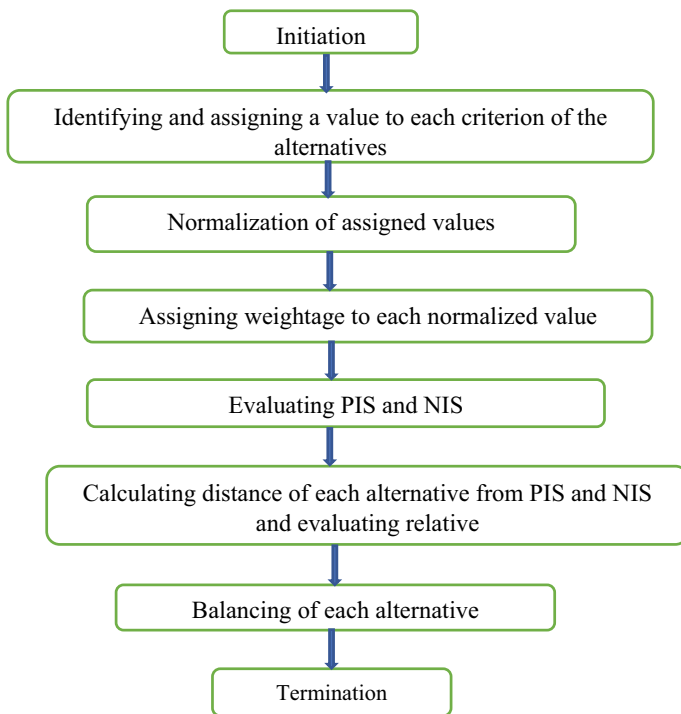 Initiation
Identifying and assigning a value to each criterion of the
alternatives
Normalization of assigned values
Assigning weightage to each normalized value
Evaluating PIS and NIS
Calculating distance of each alternative from PIS and NIS
and evaluating relative
Balancing of each alternative
Termination